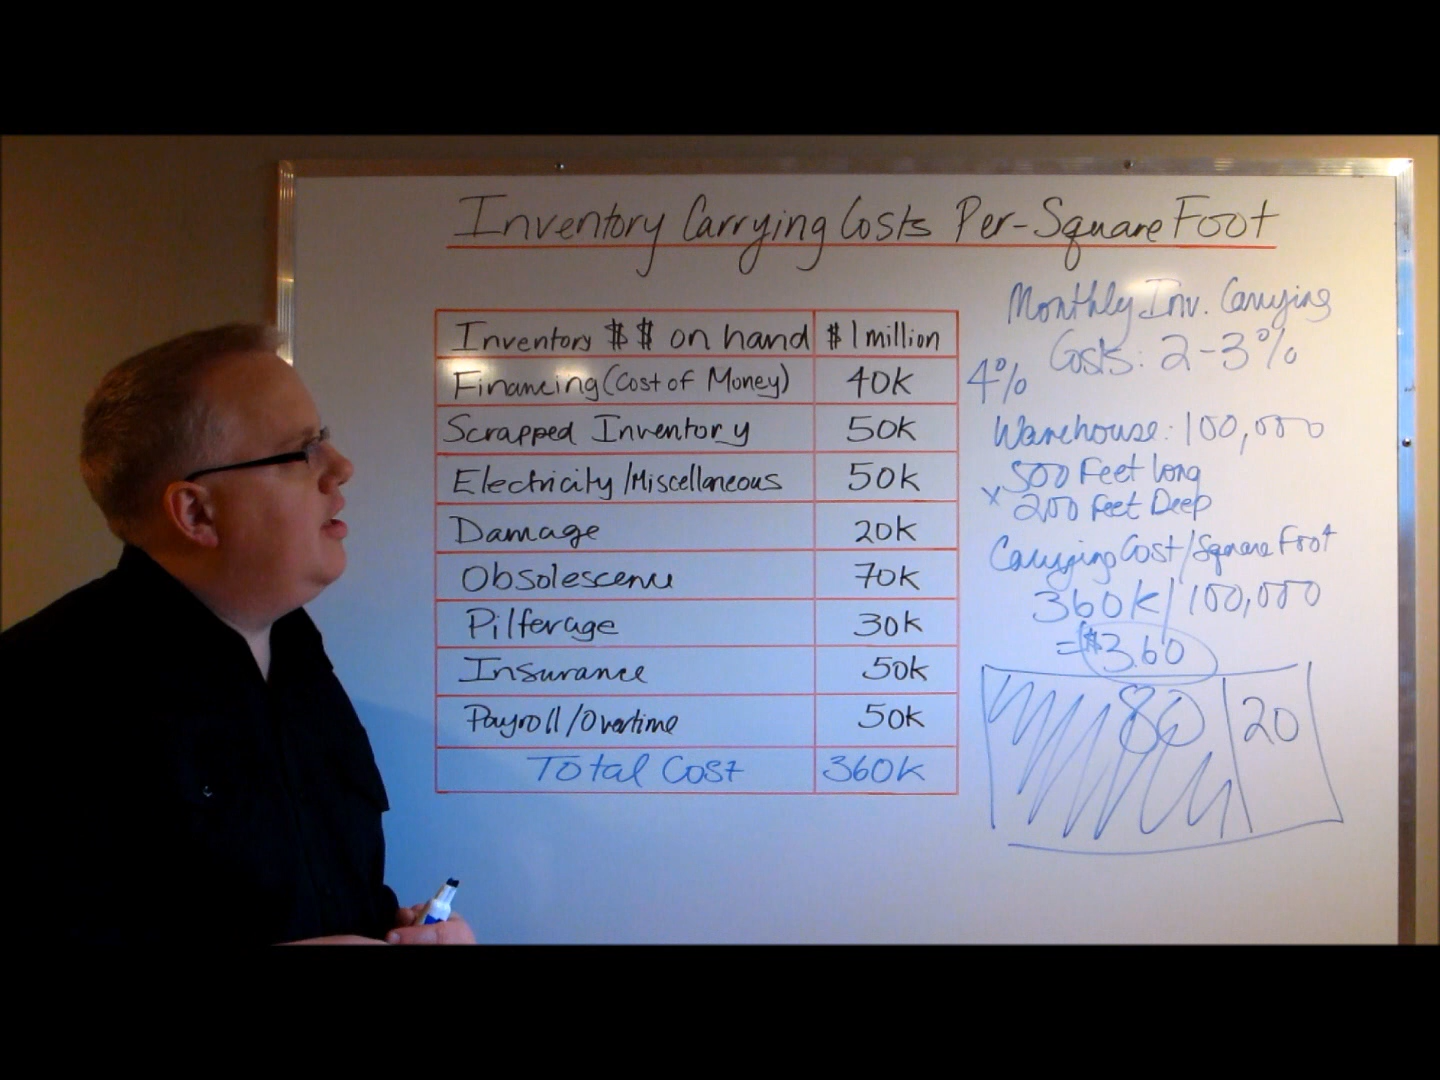 Inventory Carrying Costs Per-Square Foot
Inventory $$ on hand $ 1 million
Financing (Cost of Money) 40K
Scrapped Inventory 50K
Electricity/Miscellaneous 50K
Damage 20K
Obsolescence 70K
Pilferage 30K
Insurance 50K
Payroll/Overtime 50K
Total Cost 360K
Monthly Inv. Carrying
Costs: 2-3%
4%
Warehouse: 100,000
500 Feet Long
x 200 Feet Deep
Carrying Cost/Square Foot
360K/100,000
= $3.60
80 20